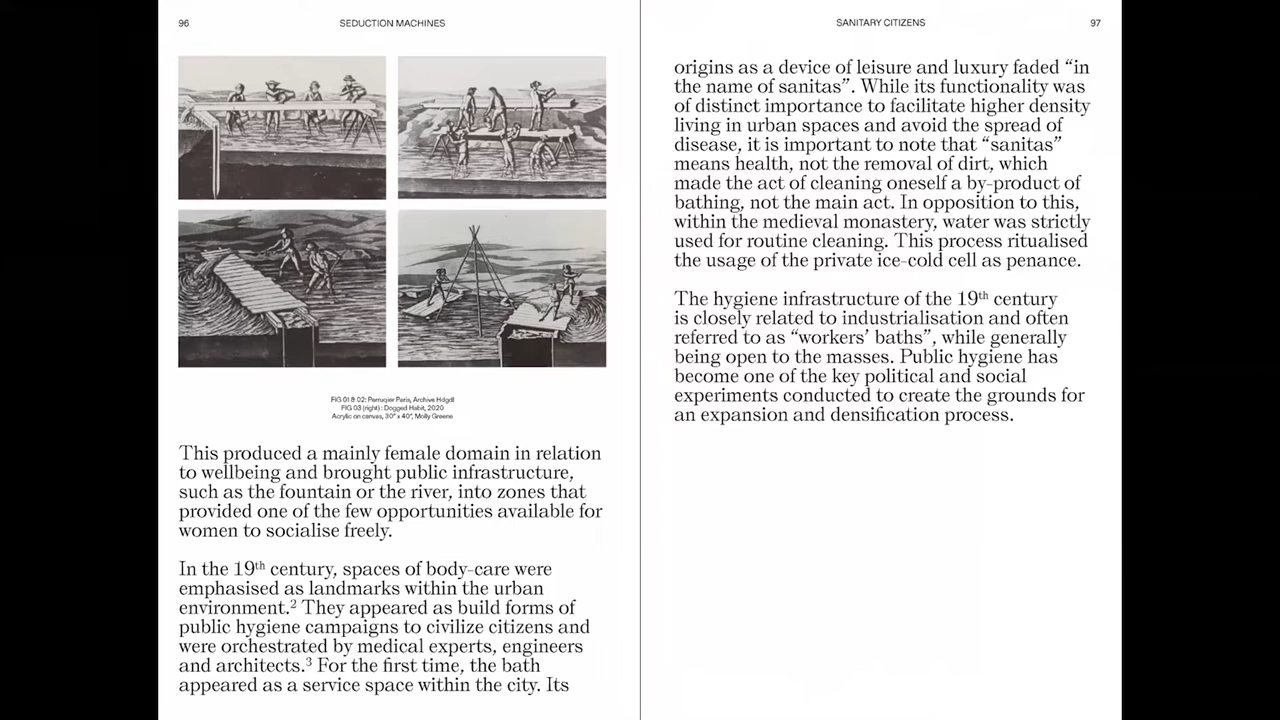 96
SEDUCTION MACHINES
FIG 01 & 02: Perruqier Paris, Archive Hdgdl
FIG 03 (right) : Dogged Habit, 2020
Acrylic on canvas, 30" x 40", Molly Greene
This produced a mainly female domain in relation
to wellbeing and brought public infrastructure,
such as the fountain or the river, into zones that
provided one of the few opportunities available for
women to socialise freely.
In the 19th century, spaces of body-care were
emphasised as landmarks within the urban
environment.2 They appeared as build forms of
public hygiene campaigns to civilize citizens and
were orchestrated by medical experts, engineers
and architects.3 For the first time, the bath
appeared as a service space within the city. Its
SANITARY CITIZENS
97
origins as a device of leisure and luxury faded “in
the name of sanitas”. While its functionality was
of distinct importance to facilitate higher density
living in urban spaces and avoid the spread of
disease, it is important to note that “sanitas”
means health, not the removal of dirt, which
made the act of cleaning oneself a by-product of
bathing, not the main act. In opposition to this,
within the medieval monastery, water was strictly
used for routine cleaning. This process ritualised
the usage of the private ice-cold cell as penance.
The hygiene infrastructure of the 19th century
is closely related to industrialisation and often
referred to as “workers’ baths”, while generally
being open to the masses. Public hygiene has
become one of the key political and social
experiments conducted to create the grounds for
an expansion and densification process.